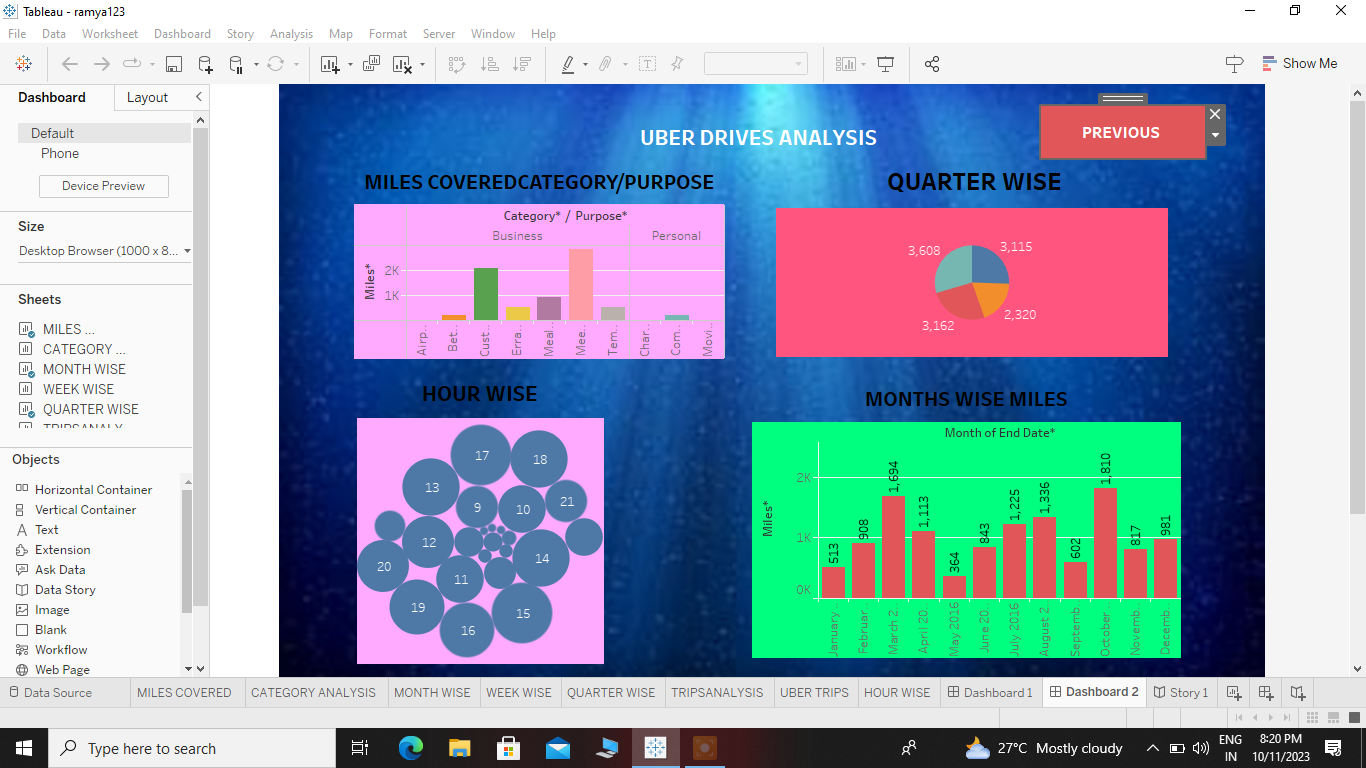 Tableau - ramya123
File Data Worksheet Dashboard Story Analysis Map Format Server Window Help
Show Me
Dashboard Layout
Default
Phone
Device Preview
Size
Desktop Browser (1000 x 8...
Sheets
MILES ...
CATEGORY ...
MONTH WISE
WEEK WISE
QUARTER WISE
Objects
Horizontal Container
Vertical Container
Text
Extension
Ask Data
Data Story
Image
Blank
Workflow
Web Page
UBER DRIVES ANALYSIS
PREVIOUS
MILES COVEREDCATEGORY/PURPOSE
Category* / Purpose*
Business Personal
Miles*
2K
1K
Airp.. Bet.. Cust.. Erra.. Meal.. Mee.. Tem.. Char.. Com.. Movi..
QUARTER WISE
3,608 3,115
3,162 2,320
HOUR WISE
17 18
13 9 10 21
12 14
20 11
19 15
16
MONTHS WISE MILES
Month of End Date*
Miles*
2K
1K
0K
513 908 1,694 1,113 364 843 1,225 1,336 602 1,810 817 981
January.. Februar.. March 2.. April 20.. May 2016 June 20.. July 2016 August 2.. Septemb.. October.. Novemb.. Decemb..
Data Source MILES COVERED CATEGORY ANALYSIS MONTH WISE WEEK WISE QUARTER WISE TRIPSANALYSIS UBER TRIPS HOUR WISE Dashboard 1 Dashboard 2 Story 1
Type here to search
27°C Mostly cloudy
ENG
IN
8:20 PM
10/11/2023